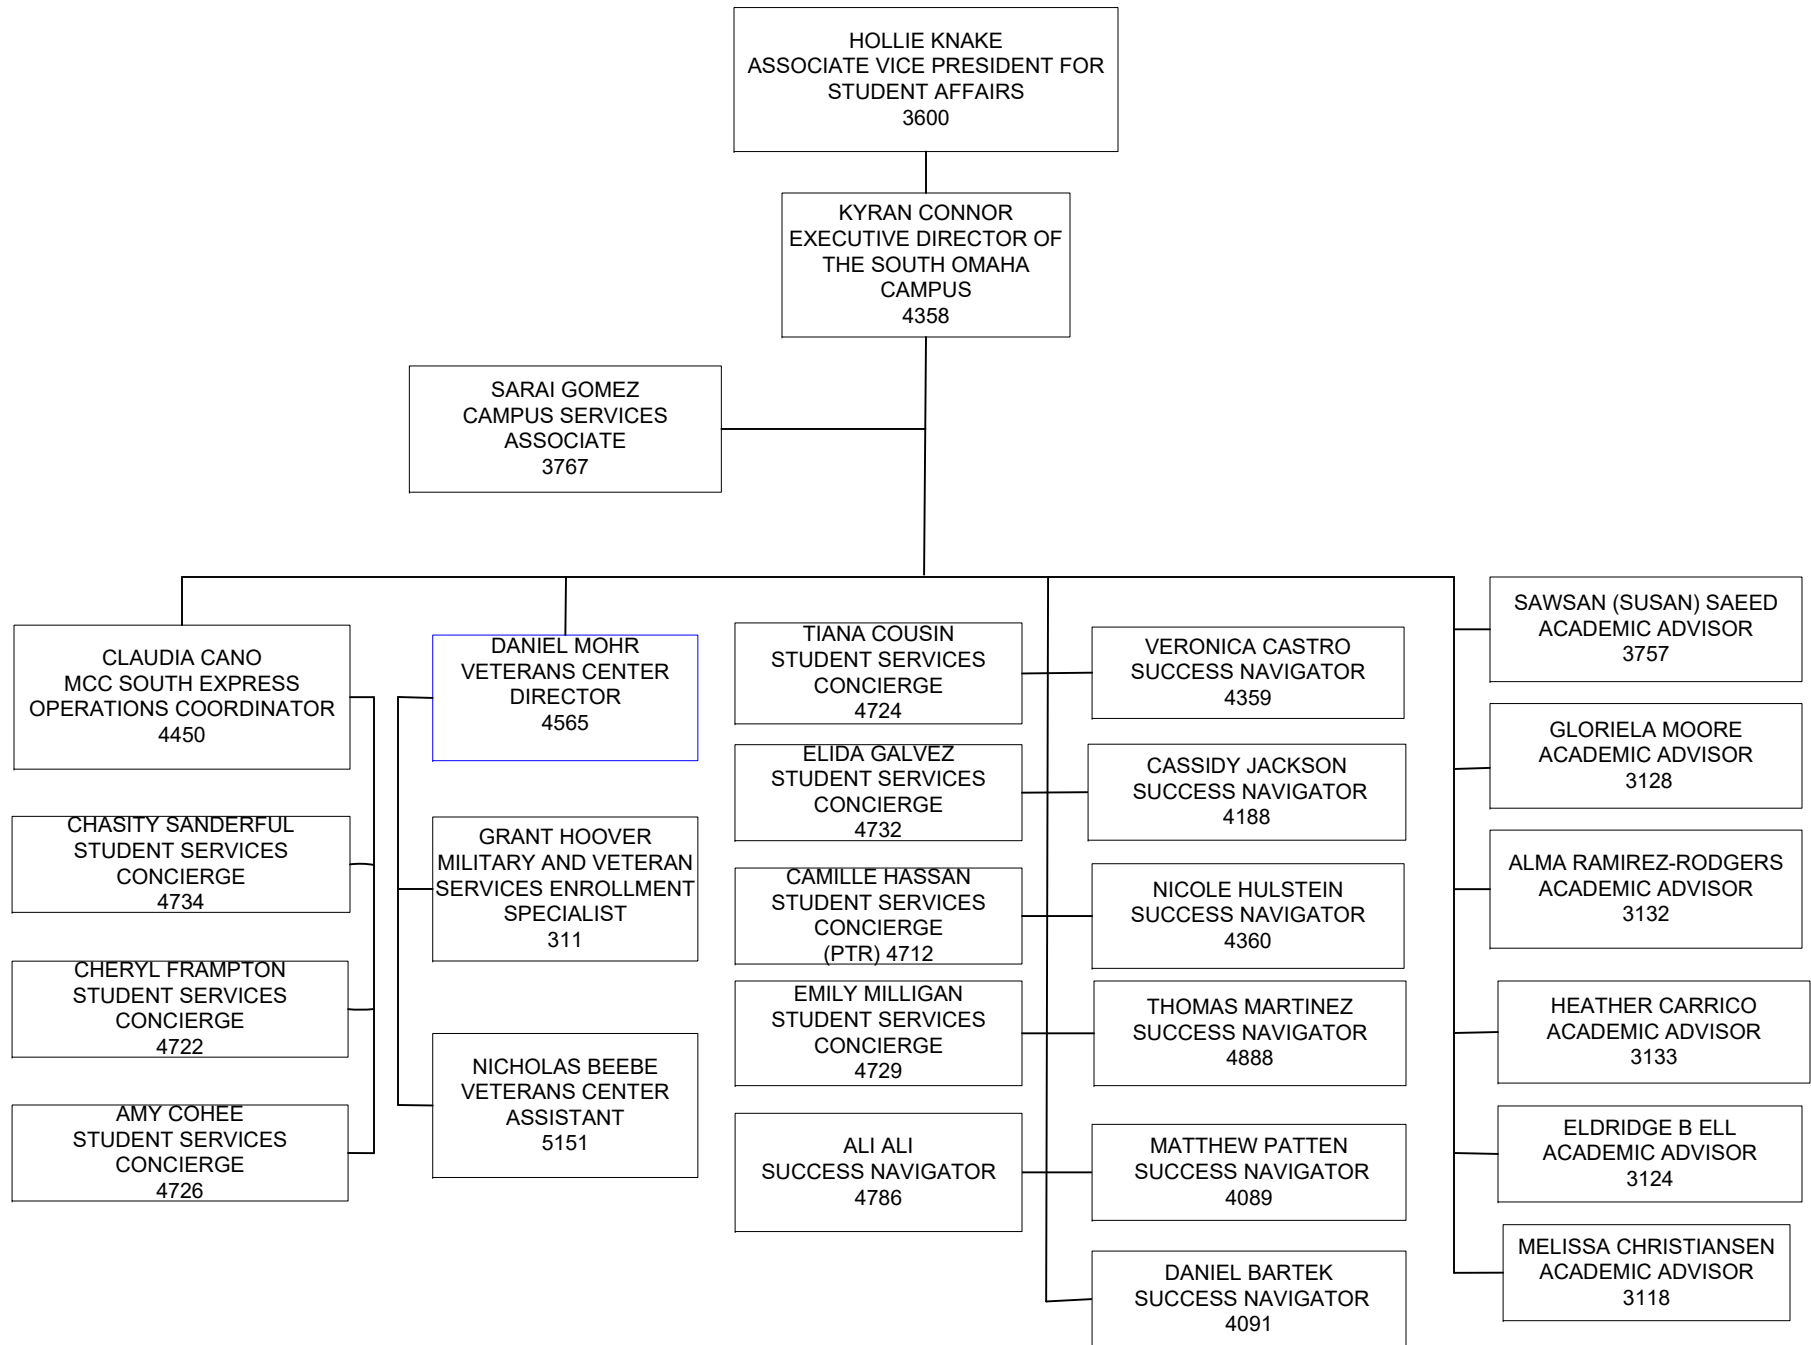 HOLLIE KNAKE
ASSOCIATE VICE PRESIDENT FOR
STUDENT AFFAIRS
3600
KYRAN CONNOR
EXECUTIVE DIRECTOR OF
THE SOUTH OMAHA
CAMPUS
4358
SARAI GOMEZ
CAMPUS SERVICES
ASSOCIATE
3767
CLAUDIA CANO
MCC SOUTH EXPRESS
OPERATIONS COORDINATOR
4450
CHASITY SANDERFUL
STUDENT SERVICES
CONCIERGE
4734
CHERYL FRAMPTON
STUDENT SERVICES
CONCIERGE
4722
AMY COHEE
STUDENT SERVICES
CONCIERGE
4726
DANIEL MOHR
VETERANS CENTER
DIRECTOR
4565
GRANT HOOVER
MILITARY AND VETERAN
SERVICES ENROLLMENT
SPECIALIST
311
NICHOLAS BEEBE
VETERANS CENTER
ASSISTANT
5151
TIANA COUSIN
STUDENT SERVICES
CONCIERGE
4724
ELIDA GALVEZ
STUDENT SERVICES
CONCIERGE
4732
CAMILLE HASSAN
STUDENT SERVICES
CONCIERGE
(PTR) 4712
EMILY MILLIGAN
STUDENT SERVICES
CONCIERGE
4729
ALI ALI
SUCCESS NAVIGATOR
4786
VERONICA CASTRO
SUCCESS NAVIGATOR
4359
CASSIDY JACKSON
SUCCESS NAVIGATOR
4188
NICOLE HULSTEIN
SUCCESS NAVIGATOR
4360
THOMAS MARTINEZ
SUCCESS NAVIGATOR
4888
MATTHEW PATTEN
SUCCESS NAVIGATOR
4089
DANIEL BARTEK
SUCCESS NAVIGATOR
4091
SAWSAN (SUSAN) SAEED
ACADEMIC ADVISOR
3757
GLORIELA MOORE
ACADEMIC ADVISOR
3128
ALMA RAMIREZ-RODGERS
ACADEMIC ADVISOR
3132
HEATHER CARRICO
ACADEMIC ADVISOR
3133
ELDRIDGE B ELL
ACADEMIC ADVISOR
3124
MELISSA CHRISTIANSEN
ACADEMIC ADVISOR
3118